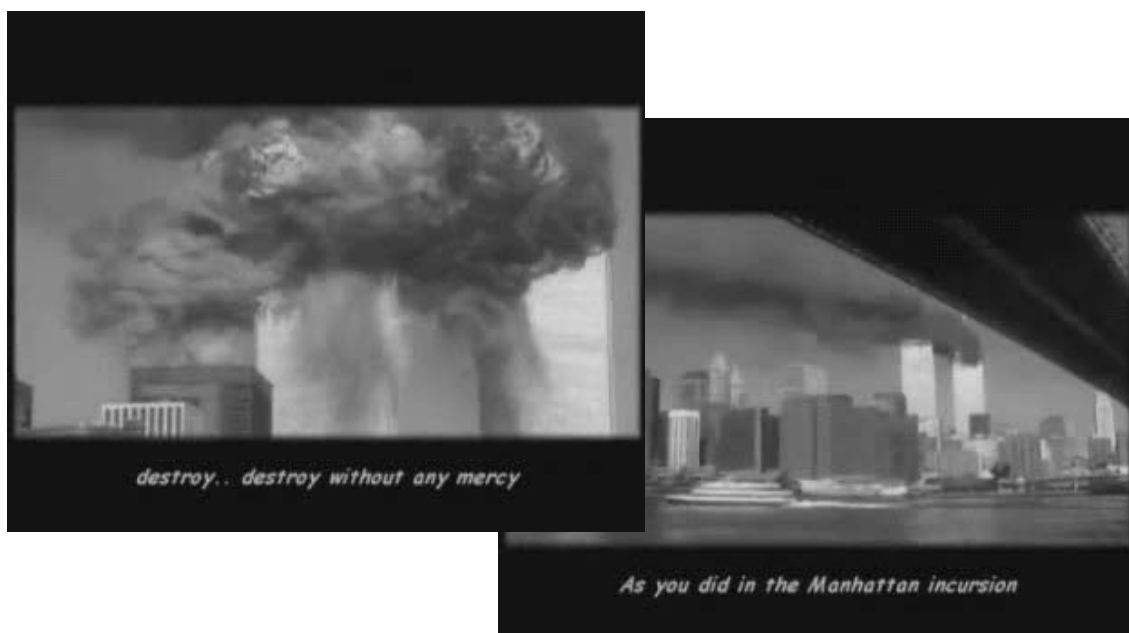 destroy.. destroy without any mercy
As you did in the Manhattan incursion